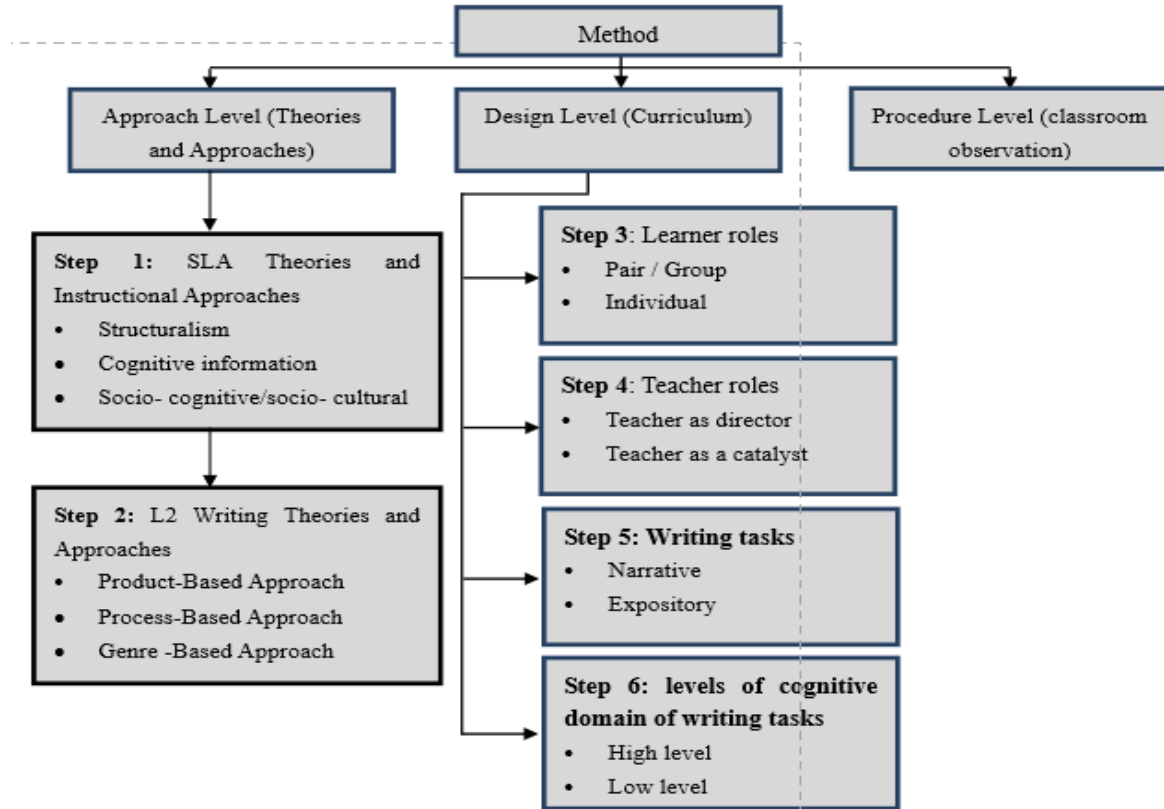 Method
Approach Level (Theories
and Approaches)
Design Level (Curriculum)
Procedure Level (classroom
observation)
Step 1: SLA Theories and
Instructional Approaches
• Structuralism
• Cognitive information
• Socio- cognitive/socio- cultural
Step 2: L2 Writing Theories and
Approaches
• Product-Based Approach
• Process-Based Approach
• Genre -Based Approach
Step 3: Learner roles
• Pair / Group
• Individual
Step 4: Teacher roles
• Teacher as director
• Teacher as a catalyst
Step 5: Writing tasks
• Narrative
• Expository
Step 6: levels of cognitive
domain of writing tasks
• High level
• Low level